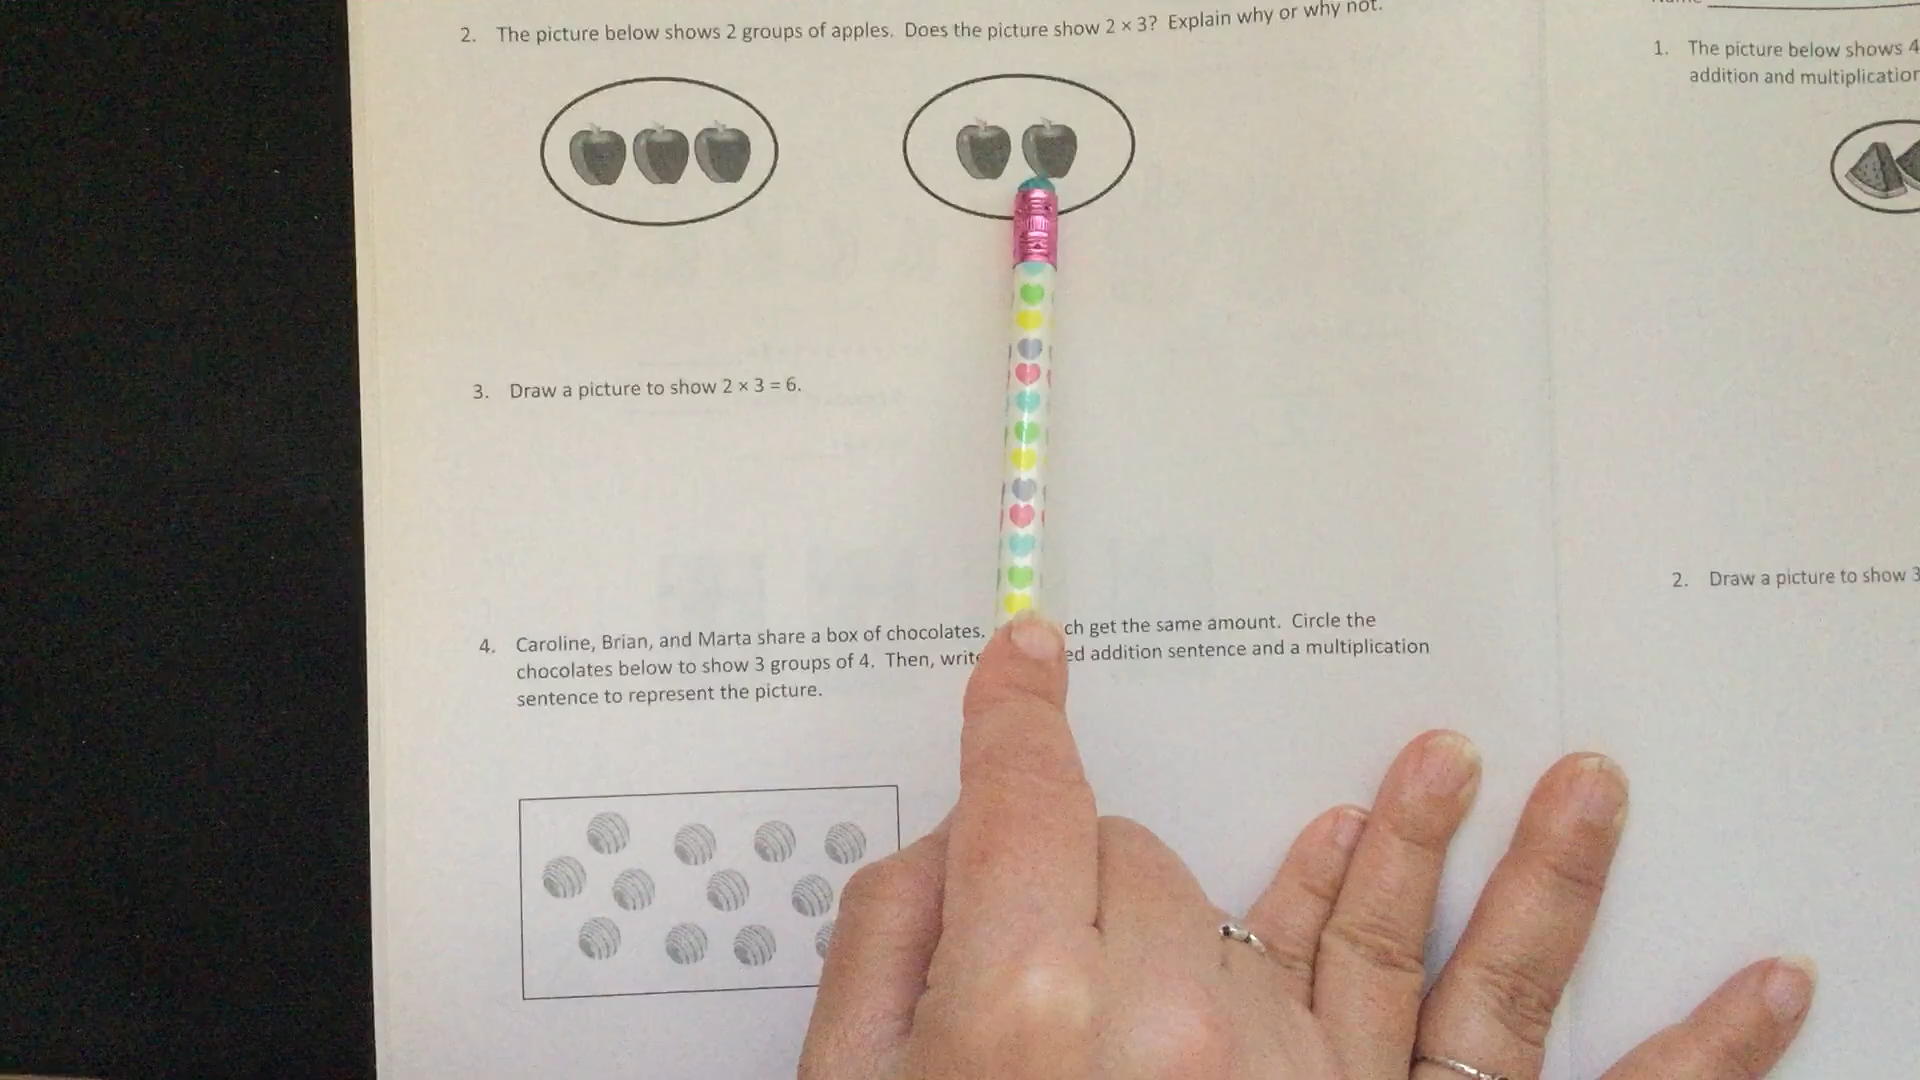 2. The picture below shows 2 groups of apples. Does the picture show 2 × 3? Explain why or why not.
3. Draw a picture to show 2 × 3 = 6.
4. Caroline, Brian, and Marta share a box of chocolates. ch get the same amount. Circle the
chocolates below to show 3 groups of 4. Then, write ed addition sentence and a multiplication
sentence to represent the picture.
1. The picture below shows 4
addition and multiplication
2. Draw a picture to show 3